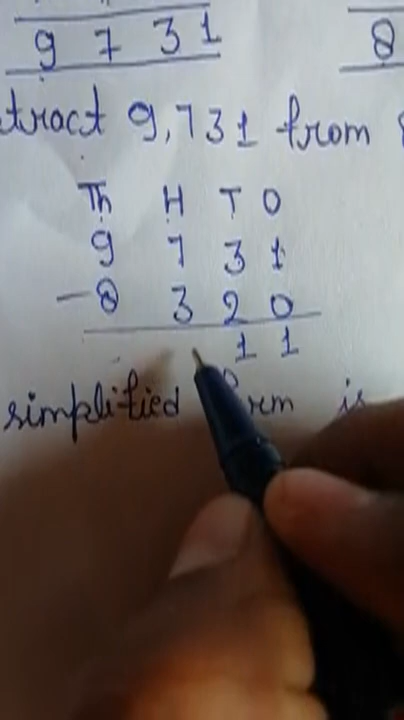 9 7 3 1 8
tract 9,731 from
Th H T O
9 7 3 1
- 8 3 2 0
1 1
simplified is